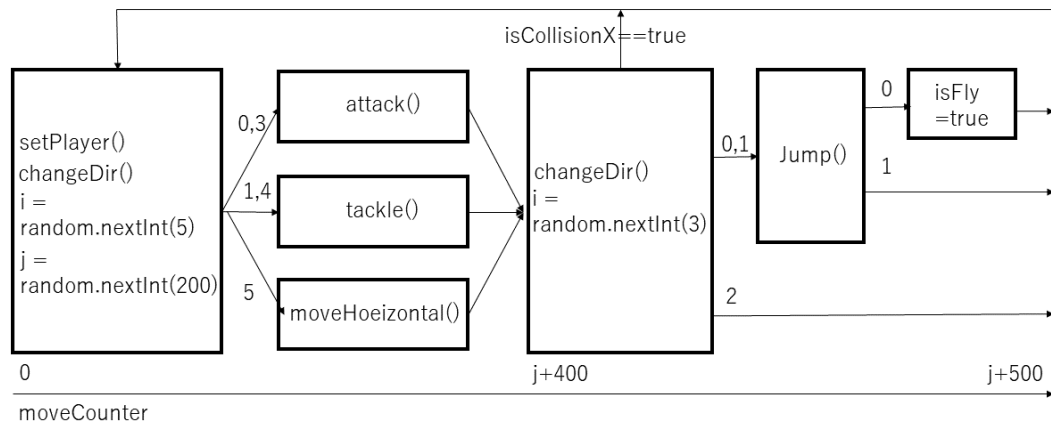 isCollisionX==true
setPlayer()
changeDir()
i =
random.nextInt(5)
j =
random.nextInt(200)
0,3
1,4
5
attack()
tackle()
moveHoeizontal()
changeDir()
i =
random.nextInt(3)
0,1
2
Jump()
0
1
isFly
=true
0
j+400
j+500
moveCounter